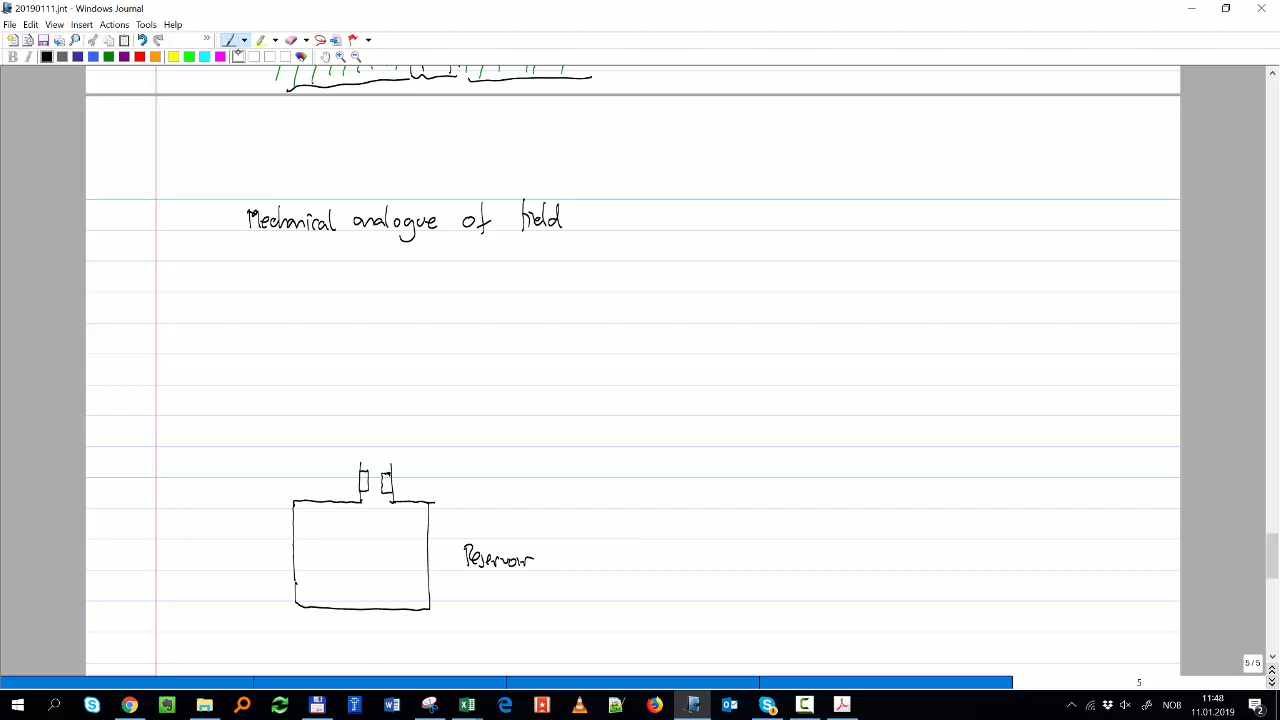 20190111.jnt - Windows Journal
File Edit View Insert Actions Tools Help
B I
Mechanical analogue of field
Reservoir
5/5
5
11:48
NOB
11.01.2019
2